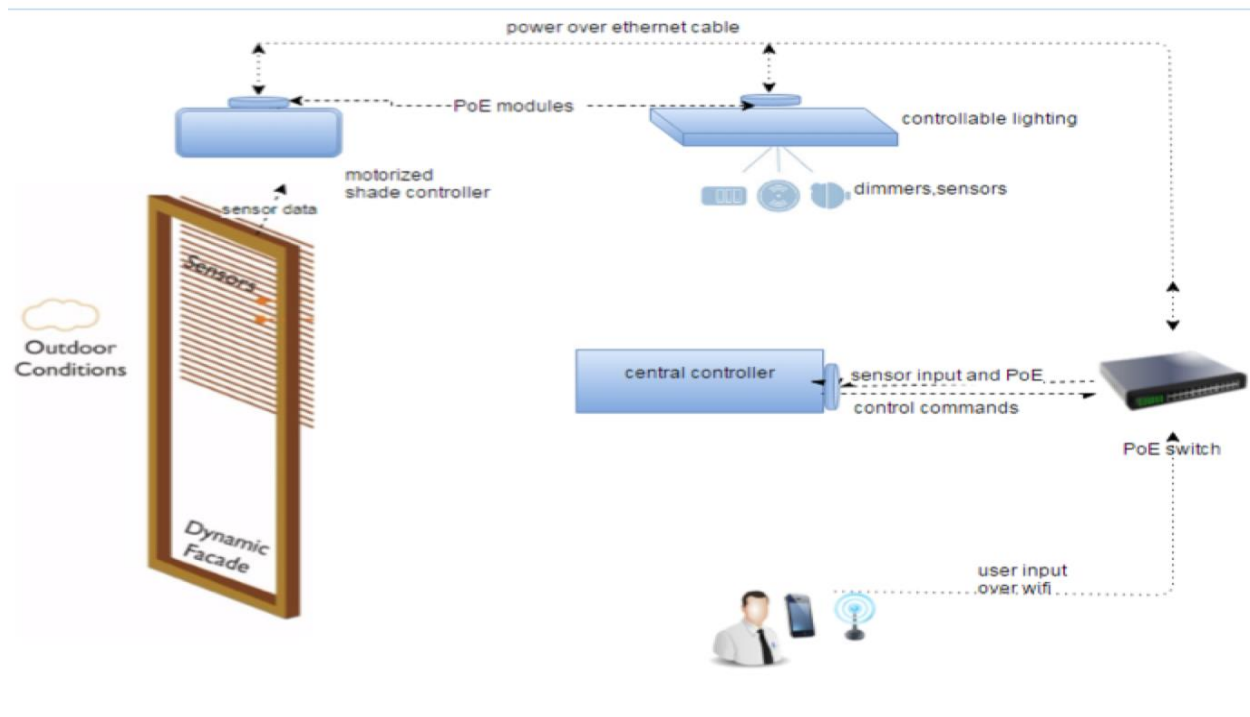 power over ethernet cable
PoE modules
controllable lighting
motorized
shade controller
dimmers,sensors
sensor data
Sensors
Outdoor
Conditions
central controller
sensor input and PoE
control commands
PoE switch
Dynamic
Facade
user input
over wifi